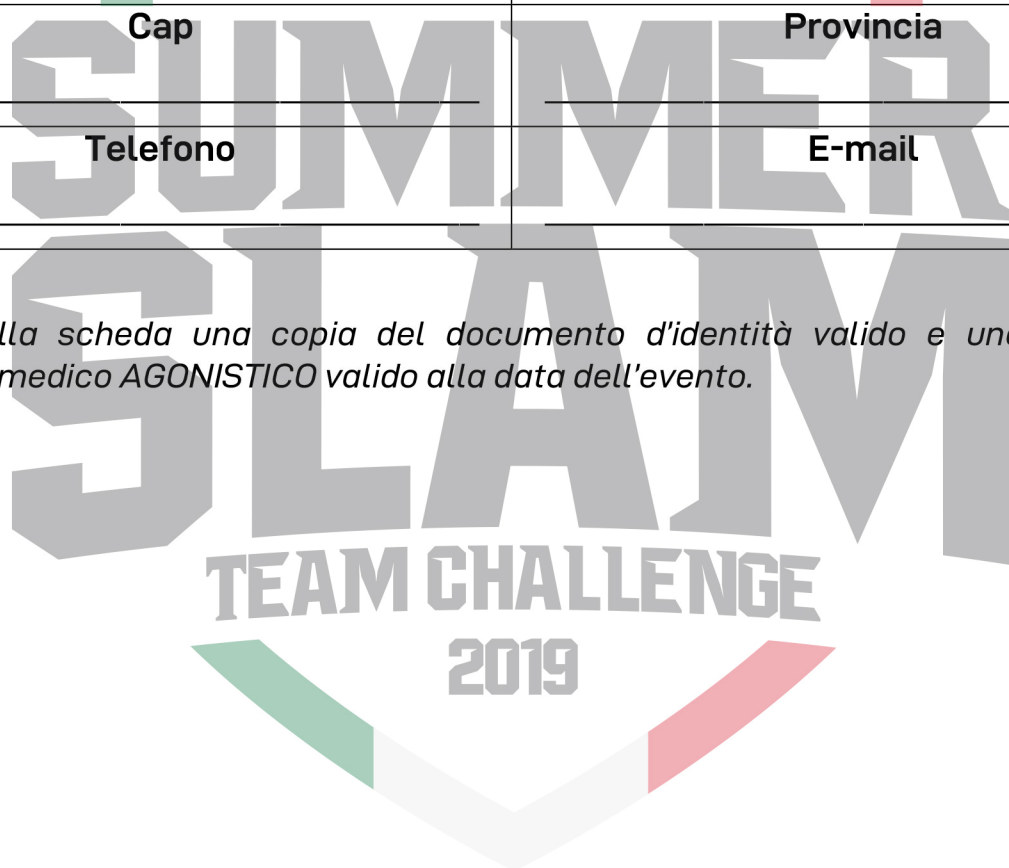 Cap
Provincia
Telefono
E-mail
lla scheda una copia del documento d'identità valido e una
medico AGONISTICO valido alla data dell'evento.
SUMMER
SLAM
TEAM CHALLENGE
2019